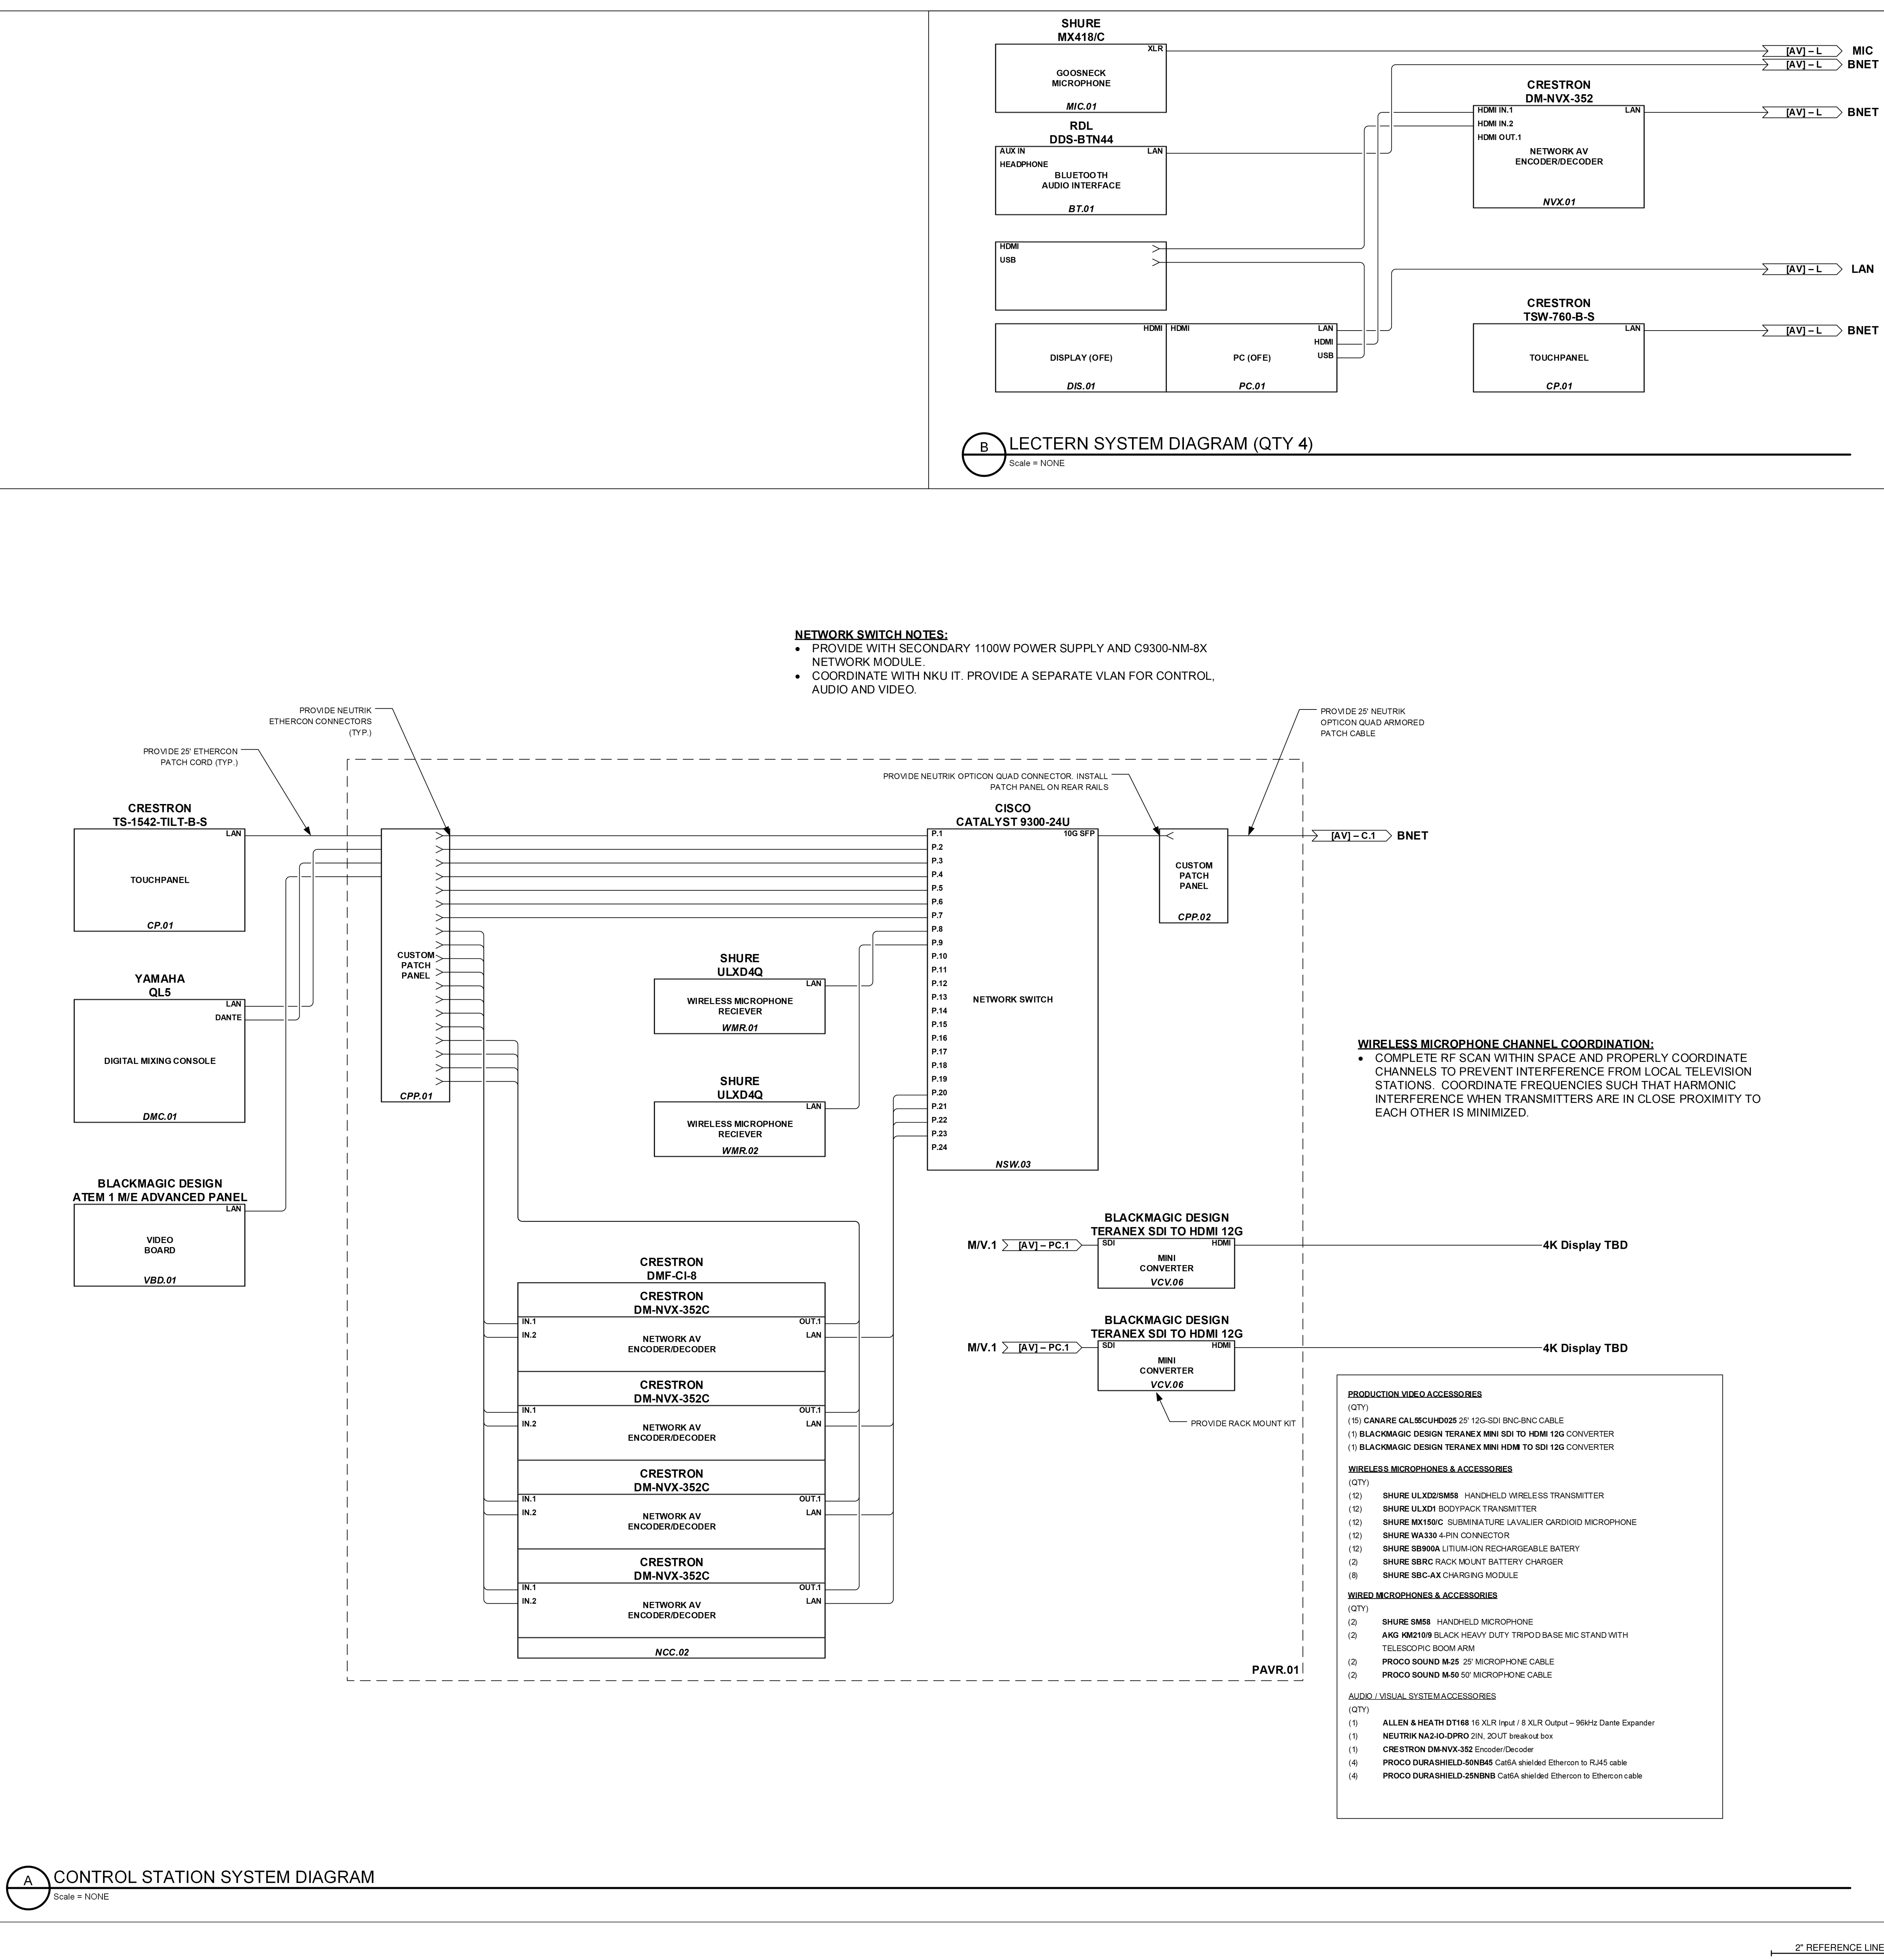 SHURE
MX418/C
XLR
GOOSNECK
MICROPHONE
MIC.01
[AV] – L
MIC
[AV] – L
BNET
RDL
DDS-BTN44
AUX IN
LAN
HEADPHONE
BLUETOOTH
AUDIO INTERFACE
BT.01
CRESTRON
DM-NVX-352
HDMI IN.1
LAN
HDMI IN.2
HDMI OUT.1
NETWORK AV
ENCODER/DECODER
NVX.01
[AV] – L
BNET
HDMI
USB
[AV] – L
LAN
HDMI
DISPLAY (OFE)
DIS.01
HDMI
LAN
HDMI
USB
PC (OFE)
PC.01
CRESTRON
TSW-760-B-S
LAN
TOUCHPANEL
CP.01
[AV] – L
BNET
B
LECTERN SYSTEM DIAGRAM (QTY 4)
Scale = NONE
NETWORK SWITCH NOTES:
• PROVIDE WITH SECONDARY 1100W POWER SUPPLY AND C9300-NM-8X
NETWORK MODULE.
• COORDINATE WITH NKU IT. PROVIDE A SEPARATE VLAN FOR CONTROL,
AUDIO AND VIDEO.
PROVIDE NEUTRIK
ETHERCON CONNECTORS
(TYP.)
PROVIDE 25' ETHERCON
PATCH CORD (TYP.)
PROVIDE 25' NEUTRIK
OPTICON QUAD ARMORED
PATCH CABLE
PROVIDE NEUTRIK OPTICON QUAD CONNECTOR. INSTALL
PATCH PANEL ON REAR RAILS
CRESTRON
TS-1542-TILT-B-S
LAN
TOUCHPANEL
CP.01
YAMAHA
QL5
LAN
DANTE
DIGITAL MIXING CONSOLE
DMC.01
BLACKMAGIC DESIGN
ATEM 1 M/E ADVANCED PANEL
LAN
VIDEO
BOARD
VBD.01
CUSTOM
PATCH
PANEL
CPP.01
SHURE
ULXD4Q
LAN
WIRELESS MICROPHONE
RECIEVER
WMR.01
SHURE
ULXD4Q
LAN
WIRELESS MICROPHONE
RECIEVER
WMR.02
CISCO
CATALYST 9300-24U
P.1
10G SFP
P.2
P.3
P.4
P.5
P.6
P.7
P.8
P.9
P.10
P.11
P.12
P.13
NETWORK SWITCH
P.14
P.15
P.16
P.17
P.18
P.19
P.20
P.21
P.22
P.23
P.24
NSW.03
CUSTOM
PATCH
PANEL
CPP.02
[AV] – C.1
BNET
WIRELESS MICROPHONE CHANNEL COORDINATION:
• COMPLETE RF SCAN WITHIN SPACE AND PROPERLY COORDINATE
CHANNELS TO PREVENT INTERFERENCE FROM LOCAL TELEVISION
STATIONS. COORDINATE FREQUENCIES SUCH THAT HARMONIC
INTERFERENCE WHEN TRANSMITTERS ARE IN CLOSE PROXIMITY TO
EACH OTHER IS MINIMIZED.
BLACKMAGIC DESIGN
TERANEX SDI TO HDMI 12G
M/V.1
[AV] – PC.1
SDI
HDMI
MINI
CONVERTER
VCV.06
4K Display TBD
BLACKMAGIC DESIGN
TERANEX SDI TO HDMI 12G
M/V.1
[AV] – PC.1
SDI
HDMI
MINI
CONVERTER
VCV.06
4K Display TBD
PROVIDE RACK MOUNT KIT
CRESTRON
DMF-CI-8
CRESTRON
DM-NVX-352C
IN.1
OUT.1
IN.2
LAN
NETWORK AV
ENCODER/DECODER
CRESTRON
DM-NVX-352C
IN.1
OUT.1
IN.2
LAN
NETWORK AV
ENCODER/DECODER
CRESTRON
DM-NVX-352C
IN.1
OUT.1
IN.2
LAN
NETWORK AV
ENCODER/DECODER
CRESTRON
DM-NVX-352C
IN.1
OUT.1
IN.2
LAN
NETWORK AV
ENCODER/DECODER
NCC.02
PAVR.01
PRODUCTION VIDEO ACCESSORIES
(QTY)
(15) CANARE CAL55CUHD025 25' 12G-SDI BNC-BNC CABLE
(1) BLACKMAGIC DESIGN TERANEX MINI SDI TO HDMI 12G CONVERTER
(1) BLACKMAGIC DESIGN TERANEX MINI HDMI TO SDI 12G CONVERTER
WIRELESS MICROPHONES & ACCESSORIES
(QTY)
(12) SHURE ULXD2/SM58 HANDHELD WIRELESS TRANSMITTER
(12) SHURE ULXD1 BODYPACK TRANSMITTER
(12) SHURE MX150/C SUBMINIATURE LAVALIER CARDIOID MICROPHONE
(12) SHURE WA330 4-PIN CONNECTOR
(12) SHURE SB900A LITIUM-ION RECHARGEABLE BATERY
(2) SHURE SBRC RACK MOUNT BATTERY CHARGER
(8) SHURE SBC-AX CHARGING MODULE
WIRED MICROPHONES & ACCESSORIES
(QTY)
(2) SHURE SM58 HANDHELD MICROPHONE
(2) AKG KM210/9 BLACK HEAVY DUTY TRIPOD BASE MIC STAND WITH
TELESCOPIC BOOM ARM
(2) PROCO SOUND M-25 25' MICROPHONE CABLE
(2) PROCO SOUND M-50 50' MICROPHONE CABLE
AUDIO / VISUAL SYSTEM ACCESSORIES
(QTY)
(1) ALLEN & HEATH DT168 16 XLR Input / 8 XLR Output – 96kHz Dante Expander
(1) NEUTRIK NA2-IO-DPRO 2IN, 2OUT breakout box
(1) CRESTRON DM-NVX-352 Encoder/Decoder
(4) PROCO DURASHIELD-50NB45 Cat6A shielded Ethercon to RJ45 cable
(4) PROCO DURASHIELD-25NBNB Cat6A shielded Ethercon to Ethercon cable
A
CONTROL STATION SYSTEM DIAGRAM
Scale = NONE
2" REFERENCE LINE